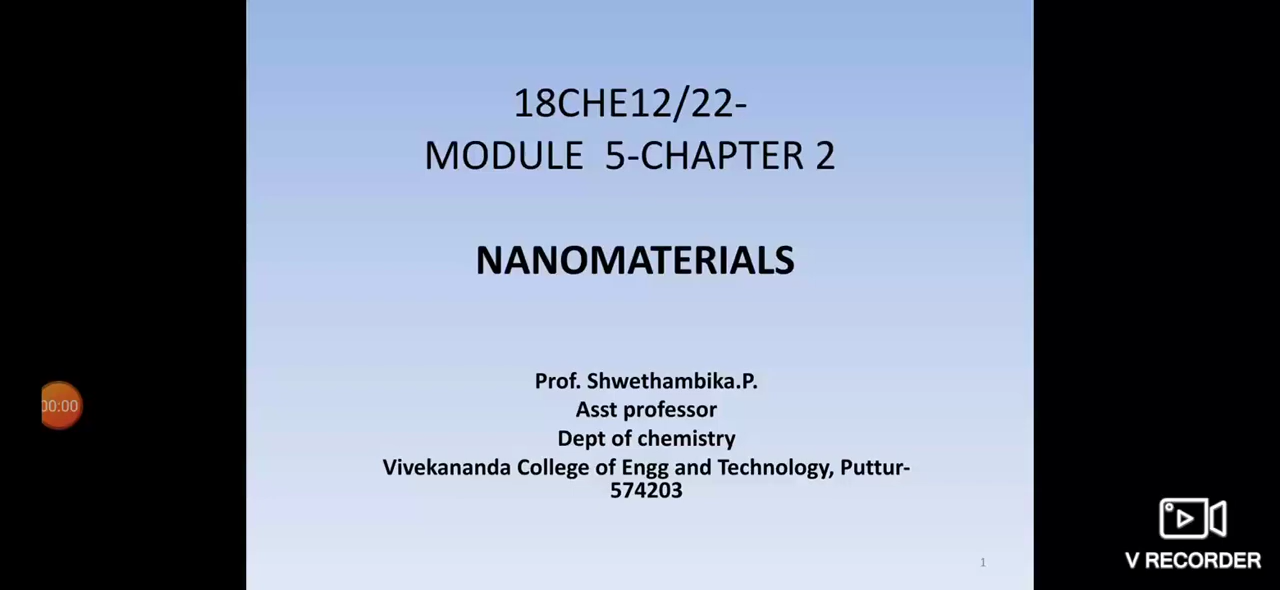 18CHE12/22-
MODULE 5-CHAPTER 2
NANOMATERIALS
Prof. Shwethambika.P.
Asst professor
Dept of chemistry
Vivekananda College of Engg and Technology, Puttur-
574203
00:00
V RECORDER
1